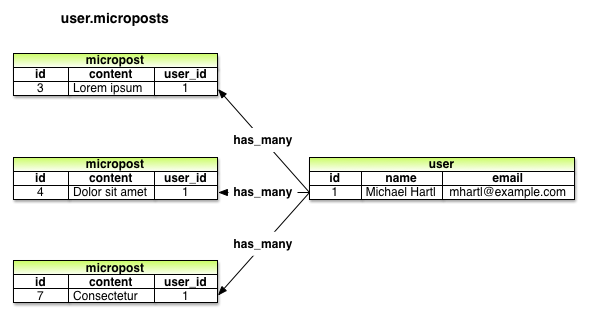 user.microposts
micropost
id content user_id
3 Lorem ipsum 1
has_many
micropost
id content user_id
4 Dolor sit amet 1
has_many
user
id name email
1 Michael Hartl mhartl@example.com
has_many
micropost
id content user_id
7 Consectetur 1